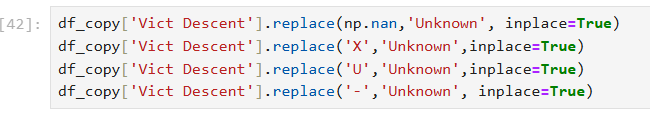 [42]: df_copy['Vict Descent'].replace(np.nan,'Unknown', inplace=True)
df_copy['Vict Descent'].replace('X','Unknown',inplace=True)
df_copy['Vict Descent'].replace('U','Unknown',inplace=True)
df_copy['Vict Descent'].replace('-','Unknown', inplace=True)